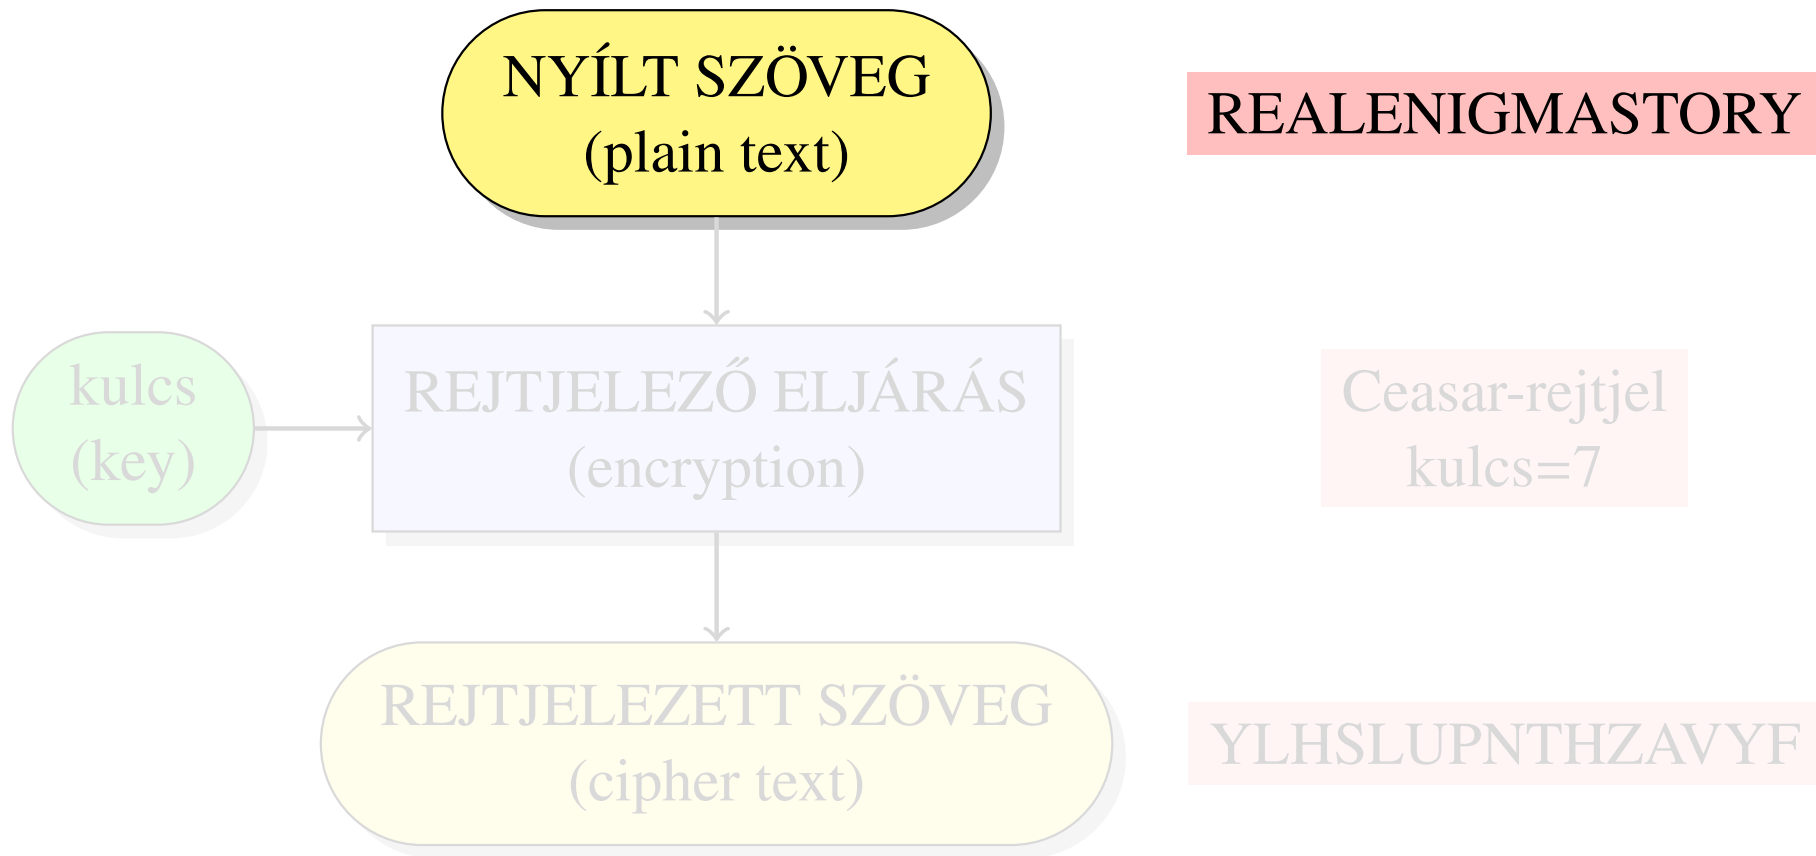 NYÍLT SZÖVEG
(plain text)
REALENIGMASTORY
kulcs
(key)
REJTJELEZŐ ELJÁRÁS
(encryption)
Ceasar-rejtjel
kulcs=7
REJTJELEZETT SZÖVEG
(cipher text)
YLHSLUPNTHZAVYF